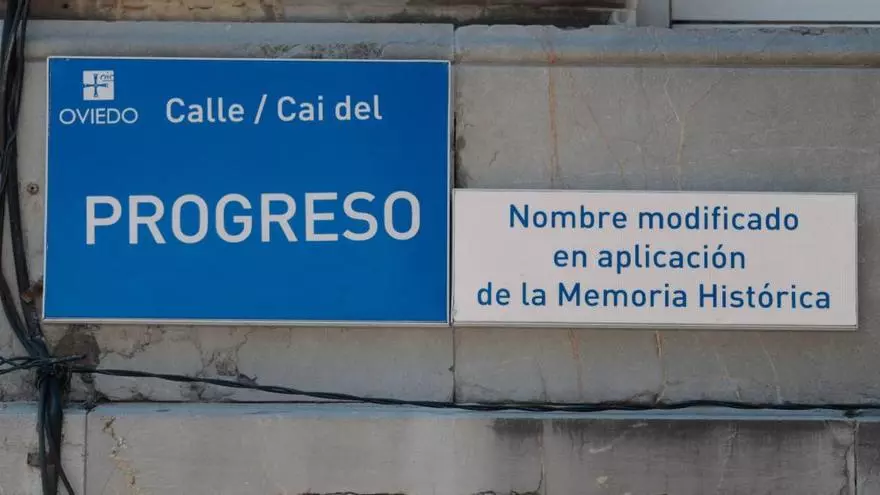 OVIEDO
Calle / Cai del
PROGRESO
Nombre modificado
en aplicación
de la Memoria Histórica